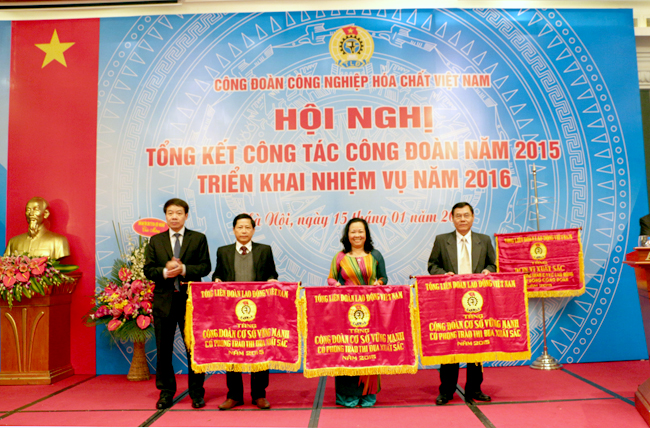 CÔNG ĐOÀN CÔNG NGHIỆP HÓA CHẤT VIỆT NAM
HỘI NGHỊ
TỔNG KẾT CÔNG TÁC CÔNG ĐOÀN NĂM 2015
TRIỂN KHAI NHIỆM VỤ NĂM 2016
Hà Nội, ngày 15 tháng 01 năm
TỔNG LIÊN ĐOÀN LAO ĐỘNG VIỆT NAM
TẶNG
CÔNG ĐOÀN CƠ SỞ VỮNG MẠNH
CÓ PHONG TRÀO THI ĐUA XUẤT SẮC
NĂM 2015
TỔNG LIÊN ĐOÀN LAO ĐỘNG VIỆT NAM
TẶNG
CÔNG ĐOÀN CƠ SỞ VỮNG MẠNH
CÓ PHONG TRÀO THI ĐUA XUẤT SẮC
NĂM 2015
TỔNG LIÊN ĐOÀN LAO ĐỘNG VIỆT NAM
TẶNG
CÔNG ĐOÀN CƠ SỞ VỮNG MẠNH
CÓ PHONG TRÀO THI ĐUA XUẤT SẮC
NĂM 2015
TỔNG LIÊN ĐOÀN LAO ĐỘNG VIỆT NAM
ĐƠN VỊ XUẤT SẮC